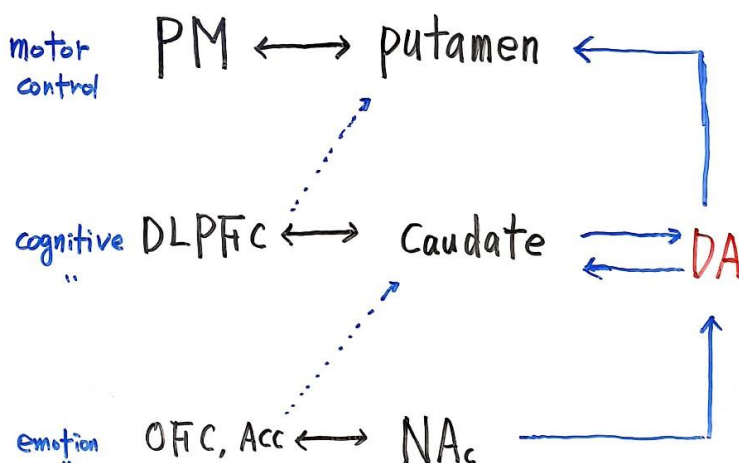 motor PM putamen
control
cognitive DLPFC Caudate DA
"
emotion OFC, ACC NAc
"